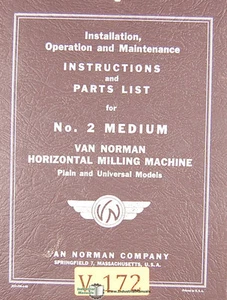 Installation,
Operation and Maintenance
INSTRUCTIONS
and
PARTS LIST
for
No. 2 MEDIUM
VAN NORMAN
HORIZONTAL MILLING MACHINE
Plain and Universal Models
VN
VAN NORMAN COMPANY
SPRINGFIELD 7, MASSACHUSETTS, U.S.A.
V-172